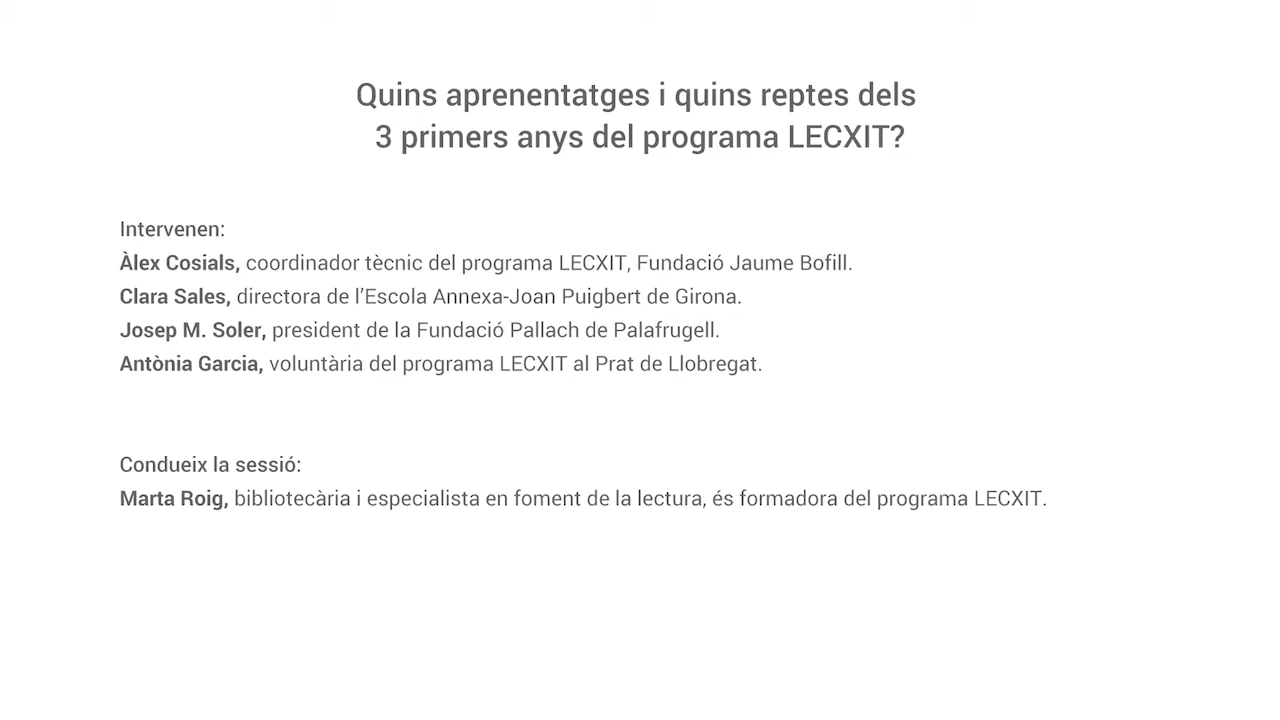 Quins aprenentatges i quins reptes dels
3 primers anys del programa LECXIT?
Intervenen:
Àlex Cosials, coordinador tècnic del programa LECXIT, Fundació Jaume Bofill.
Clara Sales, directora de l’Escola Annexa-Joan Puigbert de Girona.
Josep M. Soler, president de la Fundació Pallach de Palafrugell.
Antònia Garcia, voluntària del programa LECXIT al Prat de Llobregat.
Condueix la sessió:
Marta Roig, bibliotecària i especialista en foment de la lectura, és formadora del programa LECXIT.